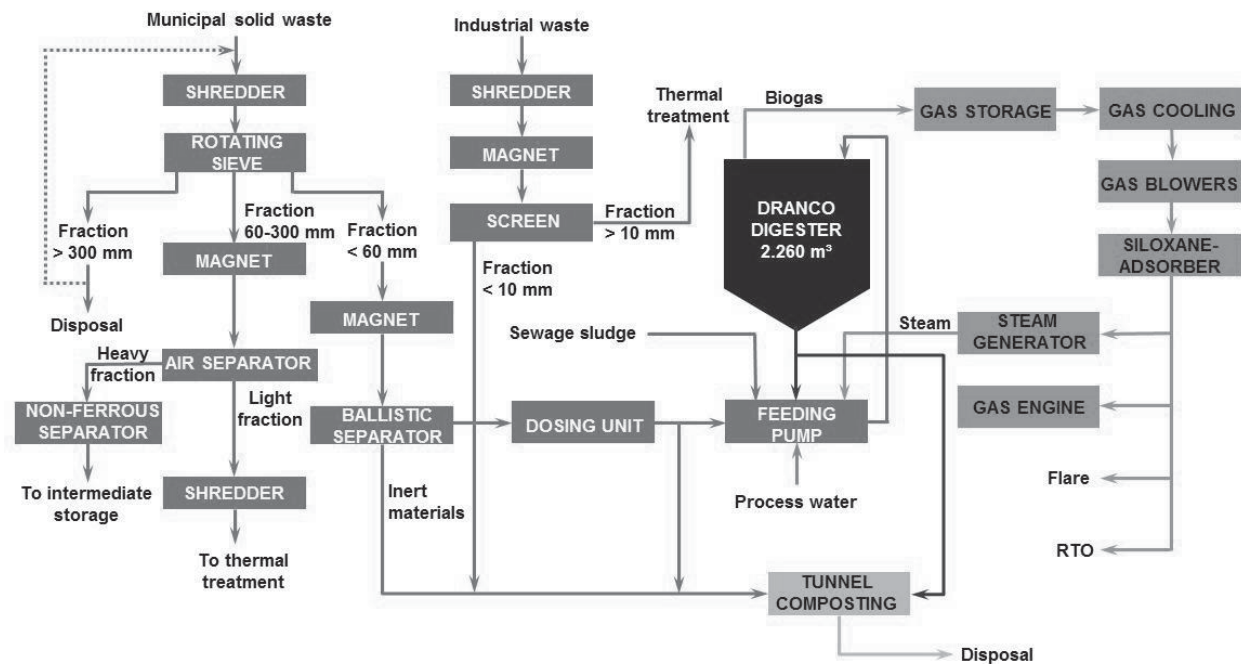 Municipal solid waste
Industrial waste
SHREDDER
ROTATING
SIEVE
Fraction
> 300 mm
Fraction
60-300 mm
Fraction
< 60 mm
MAGNET
MAGNET
Disposal
AIR SEPARATOR
Heavy
fraction
Light
fraction
NON-FERROUS
SEPARATOR
BALLISTIC
SEPARATOR
To intermediate
storage
SHREDDER
To thermal
treatment
Inert
materials
SHREDDER
MAGNET
SCREEN
Fraction
> 10 mm
Fraction
< 10 mm
Thermal
treatment
Sewage sludge
DOSING UNIT
FEEDING
PUMP
Process water
Steam
Biogas
DRANCO
DIGESTER
2.260 m³
GAS STORAGE
GAS COOLING
GAS BLOWERS
SILOXANE-
ADSORBER
STEAM
GENERATOR
GAS ENGINE
Flare
RTO
TUNNEL
COMPOSTING
Disposal